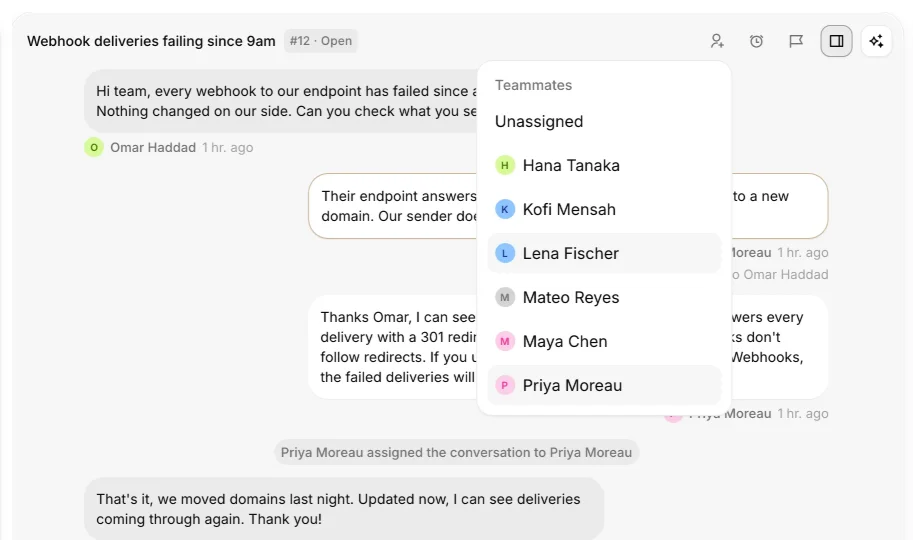 Webhook deliveries failing since 9am
#12 · Open
Hi team, every webhook to our endpoint has failed since
Nothing changed on our side. Can you check what you
O Omar Haddad 1 hr. ago
Teammates
Unassigned
H Hana Tanaka
K Kofi Mensah
L Lena Fischer
M Mateo Reyes
M Maya Chen
P Priya Moreau
Their endpoint answers to a new
domain. Our sender
Moreau 1 hr. ago
Omar Haddad
Thanks Omar, I can see every
delivery with a 301 don't
follow redirects. If you Webhooks,
the failed deliveries will
Priya Moreau 1 hr. ago
Priya Moreau assigned the conversation to Priya Moreau
That's it, we moved domains last night. Updated now, I can see deliveries
coming through again. Thank you!